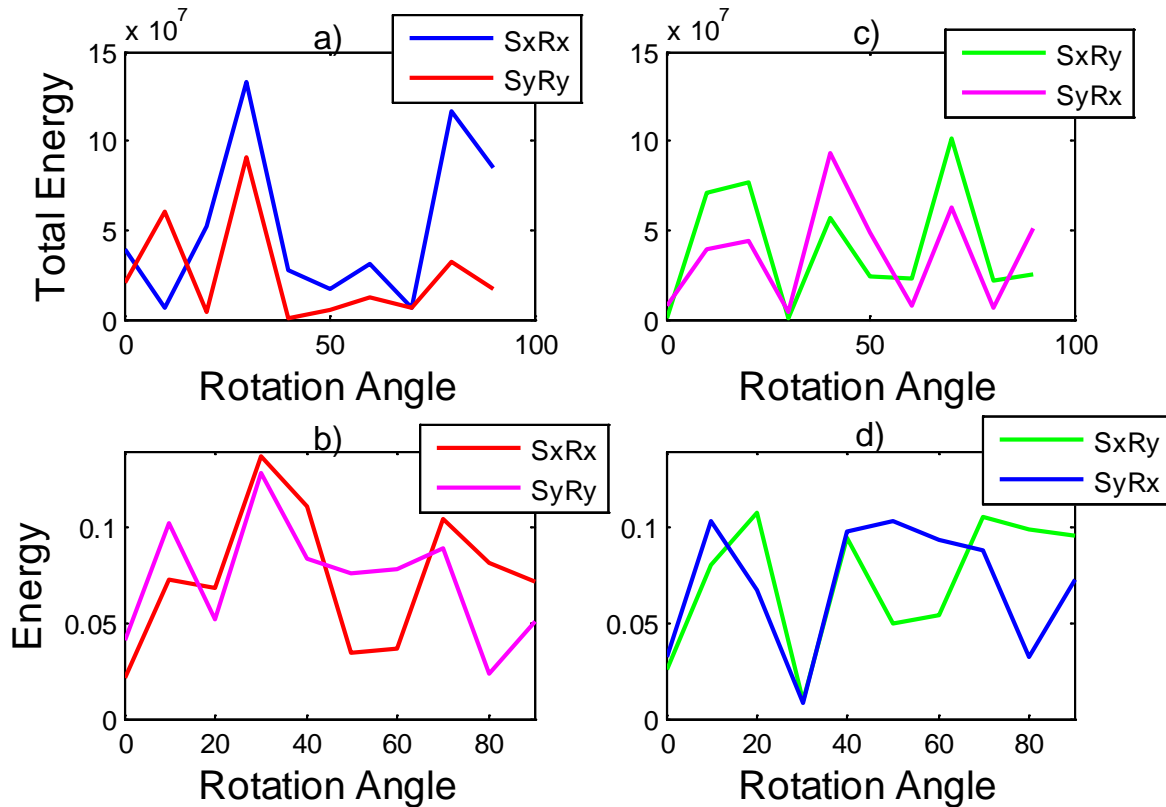 x 10^7
a)
SxRx
SyRy
Total Energy
15
10
5
0
0 50 100
Rotation Angle
x 10^7
c)
SxRy
SyRx
15
10
5
0
0 50 100
Rotation Angle
b)
SxRx
SyRy
Energy
0.1
0.05
0
0 20 40 60 80
Rotation Angle
d)
SxRy
SyRx
0.1
0.05
0
0 20 40 60 80
Rotation Angle